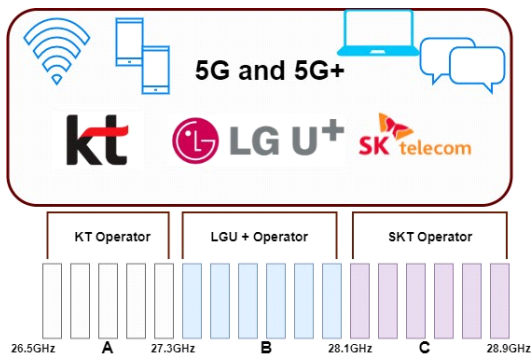 5G and 5G+
kt LG LG U+ SK telecom
KT Operator LGU + Operator SKT Operator
26.5GHz A 27.3GHz B 28.1GHz C 28.9GHz